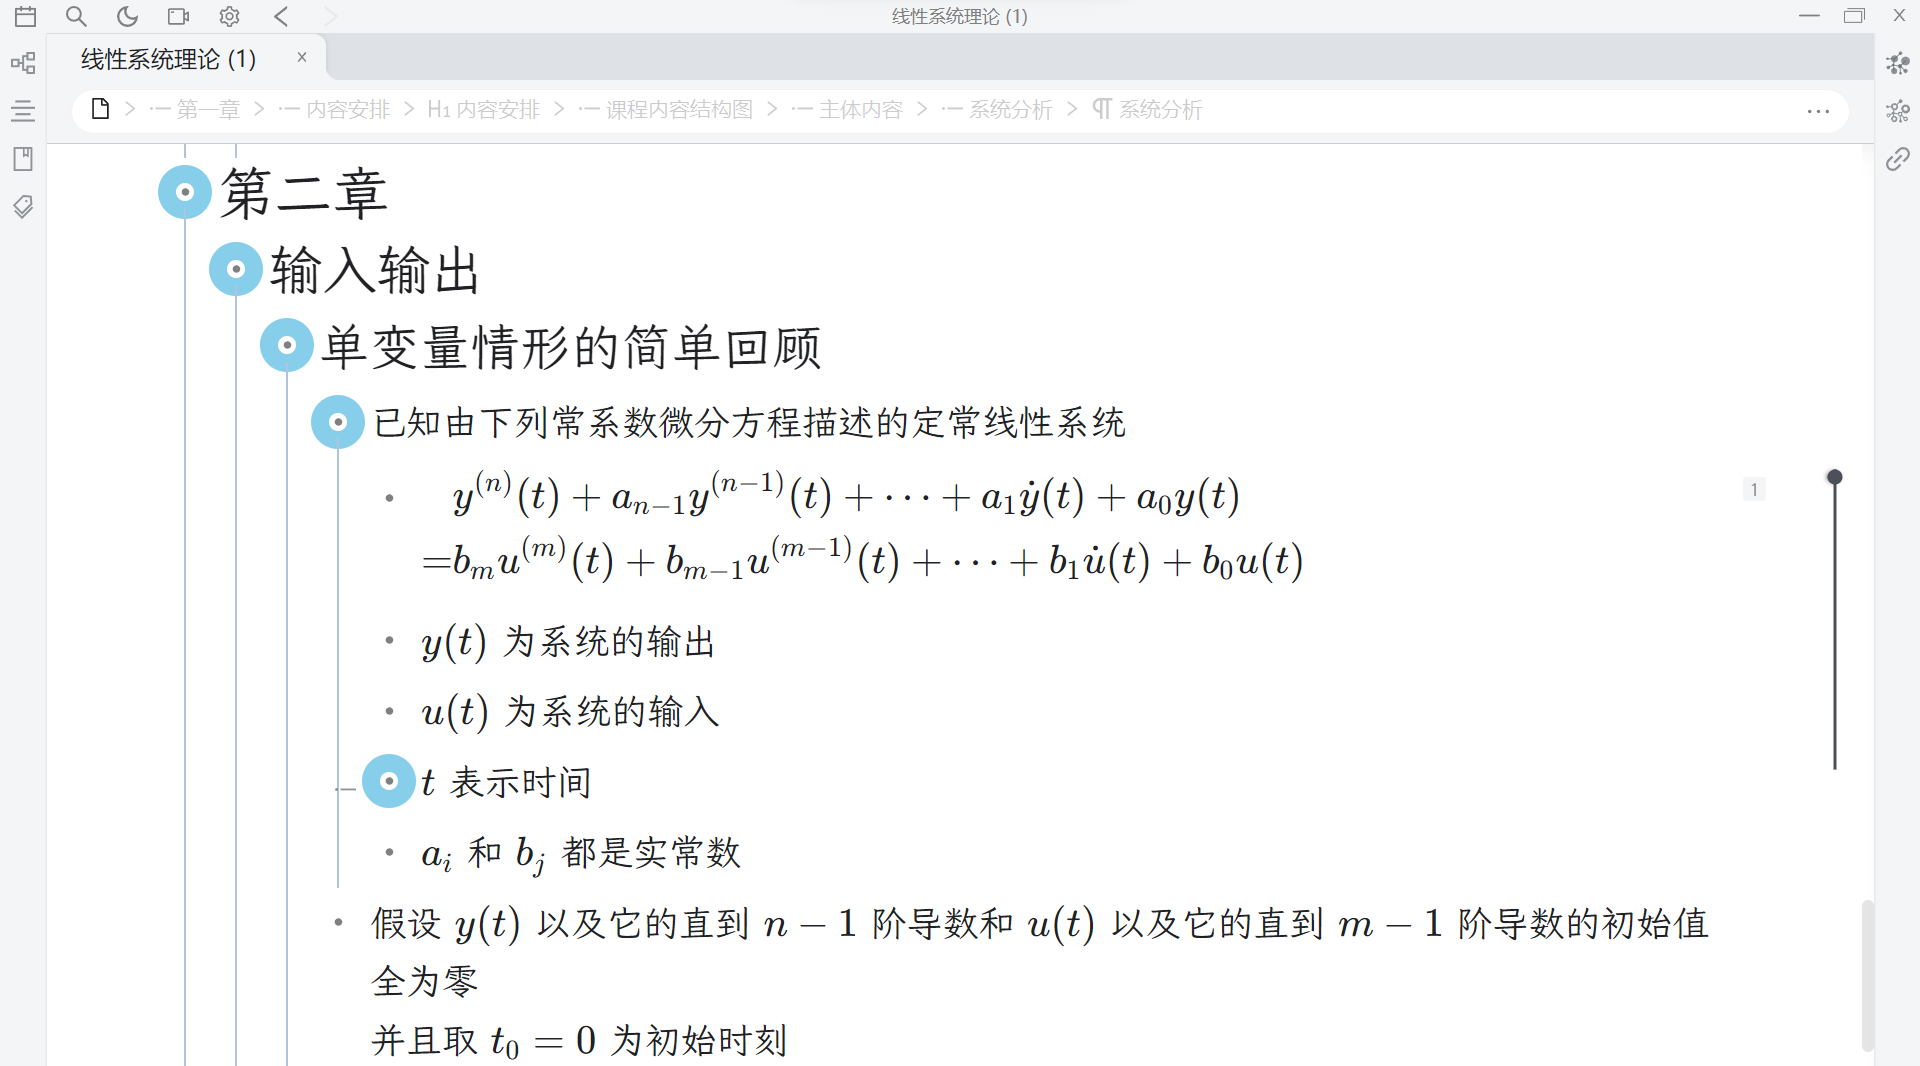 线性系统理论 (1)
线性系统理论 (1)
第一章 > 内容安排 > H1 内容安排 > 课程内容结构图 > 主体内容 > 系统分析 > ¶ 系统分析 ...
第二章
输入输出
单变量情形的简单回顾
已知由下列常系数微分方程描述的定常线性系统
y^{(n)}(t) + a_{n−1}y^{(n−1)}(t) + ⋯ + a_1ẏ(t) + a_0y(t)
1
=b_mu^{(m)}(t) + b_{m−1}u^{(m−1)}(t) + ⋯ + b_1u̇(t) + b_0u(t)
y(t) 为系统的输出
u(t) 为系统的输入
t 表示时间
a_i 和 b_j 都是实常数
假设 y(t) 以及它的直到 n − 1 阶导数和 u(t) 以及它的直到 m − 1 阶导数的初始值
全为零
并且取 t_0 = 0 为初始时刻